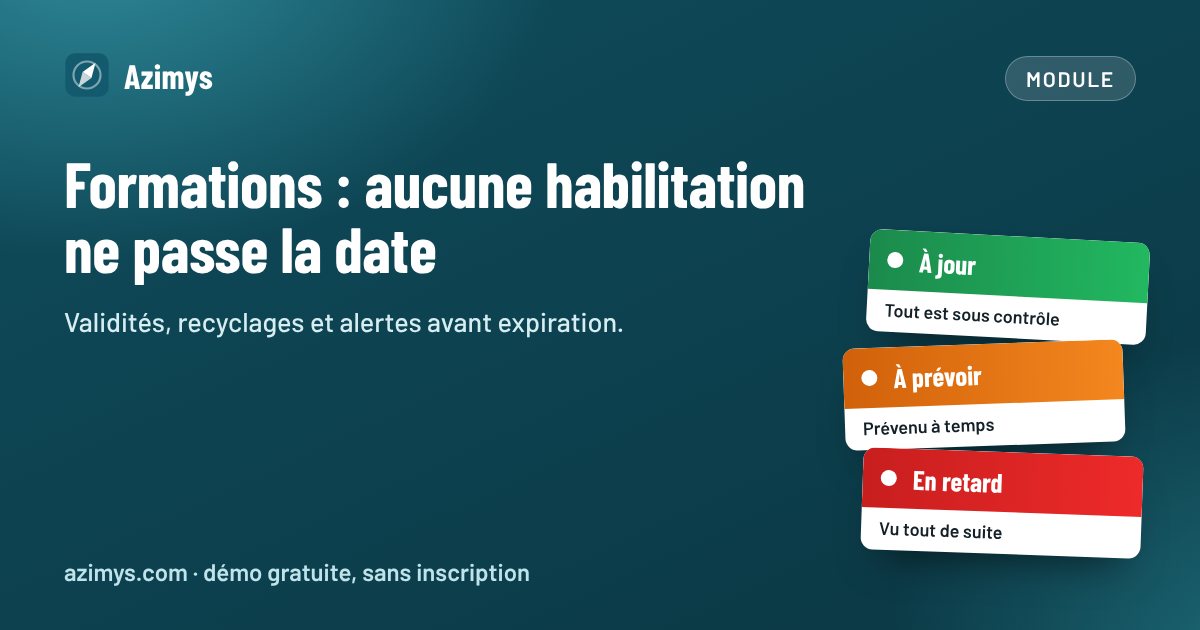 Azimys
MODULE
Formations : aucune habilitation
ne passe la date
Validités, recyclages et alertes avant expiration.
À jour
Tout est sous contrôle
À prévoir
Prévenu à temps
En retard
Vu tout de suite
azimys.com · démo gratuite, sans inscription